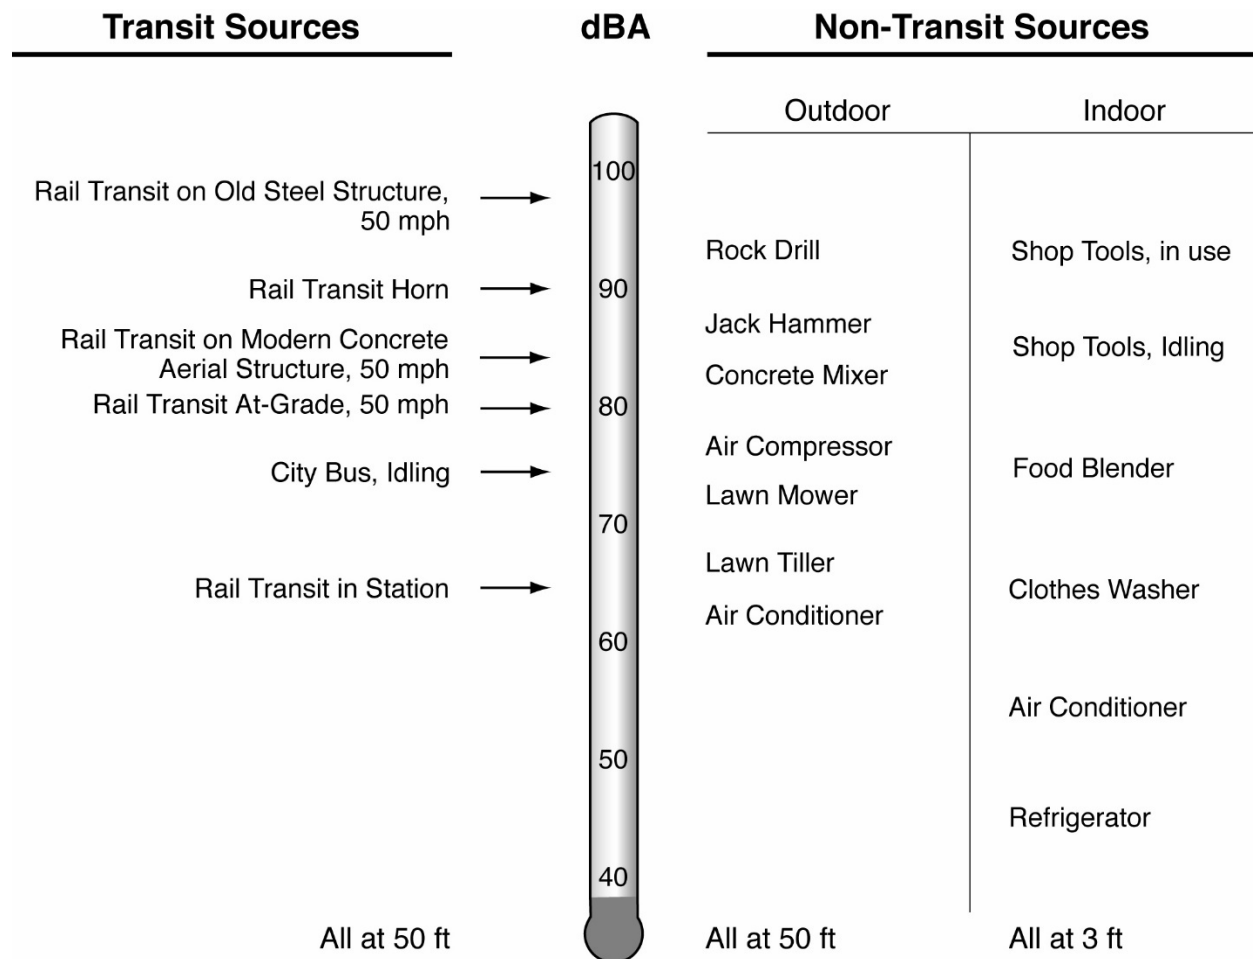 Transit Sources
dBA
Non-Transit Sources
Outdoor
Indoor
Rail Transit on Old Steel Structure,
50 mph
Rail Transit Horn
Rail Transit on Modern Concrete
Aerial Structure, 50 mph
Rail Transit At-Grade, 50 mph
City Bus, Idling
Rail Transit in Station
All at 50 ft
100
90
80
70
60
50
40
Rock Drill
Jack Hammer
Concrete Mixer
Air Compressor
Lawn Mower
Lawn Tiller
Air Conditioner
All at 50 ft
Shop Tools, in use
Shop Tools, Idling
Food Blender
Clothes Washer
Air Conditioner
Refrigerator
All at 3 ft